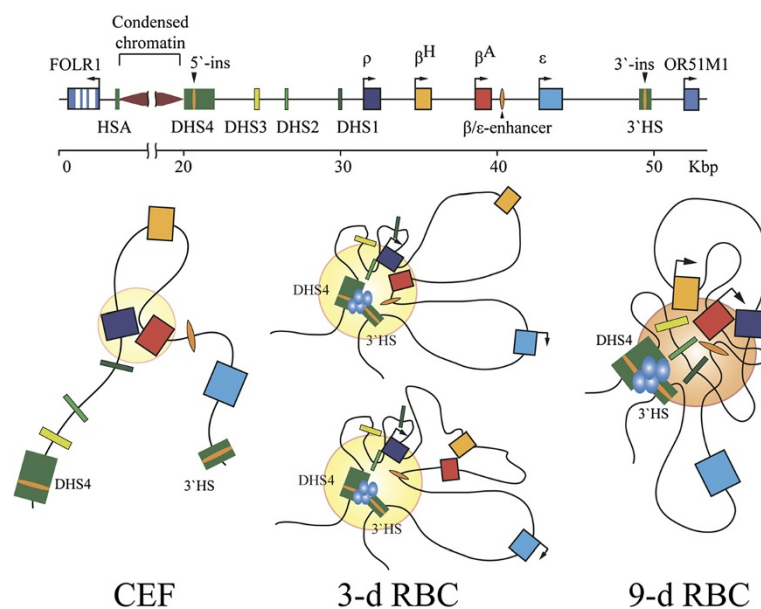 Condensed
chromatin
FOLR1
5`-ins
ρ
βH
βA
ε
3`-ins
OR51M1
HSA
DHS4
DHS3
DHS2
DHS1
β/ε-enhancer
3`HS
0
20
30
40
50
Kbp
DHS4
3`HS
DHS4
3`HS
DHS4
3`HS
DHS4
3`HS
CEF
3-d RBC
9-d RBC